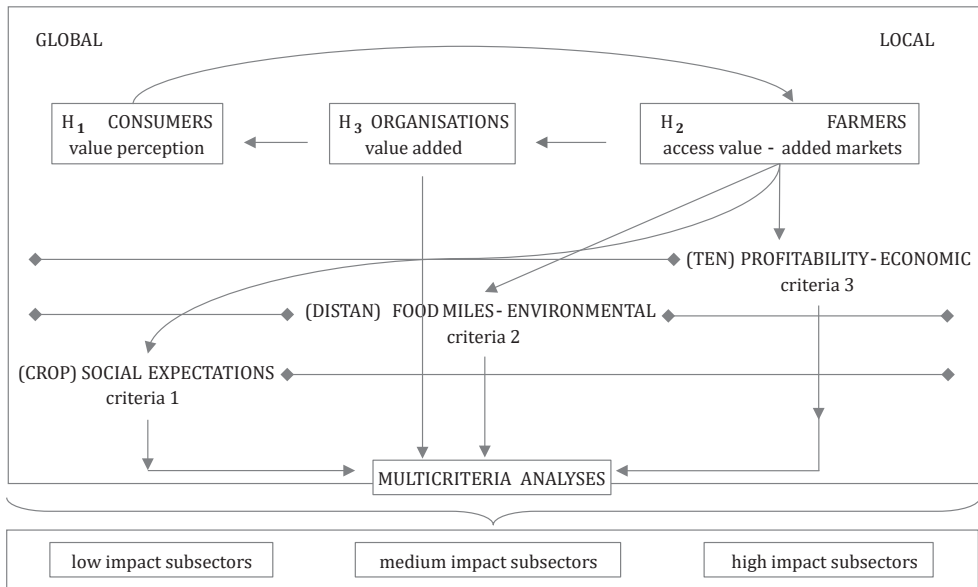 GLOBAL LOCAL
H1 CONSUMERS
value perception
H3 ORGANISATIONS
value added
H2 FARMERS
access value - added markets
(TEN) PROFITABILITY - ECONOMIC
criteria 3
(DISTAN) FOOD MILES - ENVIRONMENTAL
criteria 2
(CROP) SOCIAL EXPECTATIONS
criteria 1
MULTICRITERIA ANALYSES
low impact subsectors
medium impact subsectors
high impact subsectors